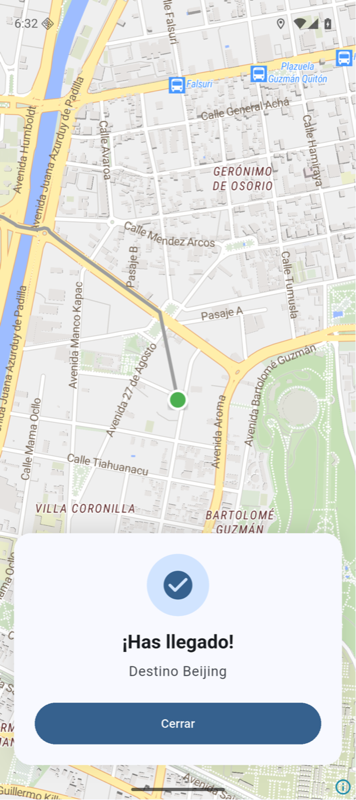 6:32
Calle Falsuri
Plazuela
Guzmán Quitón
Falsuri
Calle General Achá
Avenida Humboldt
Avenida Juana Azurduy de Padilla
Calle Calvaroa
Calle Hamiraya
GERÓNIMO
DE OSORIO
Calle Mendez Arcos
Pasaje B
Calle Tumusla
Pasaje A
Avenida Manco Kapac
Avenida 27 de Agosto
Avenida Juana Azurduy de Padilla
Avenida Bartolomé Guzmán
Avenida Aroma
Calle Mama Ocllo
Calle Tiahuanacu
VILLA CORONILLA
BARTOLOMÉ
GUZMÁN
¡Has llegado!
Destino Beijing
Cerrar